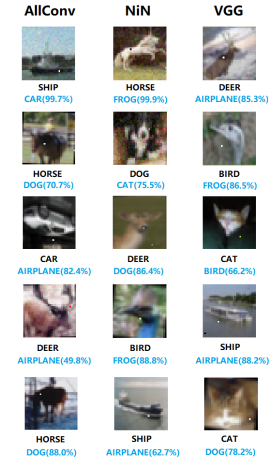 AllConv NiN VGG
SHIP HORSE DEER
CAR(99.7%) FROG(99.9%) AIRPLANE(85.3%)
HORSE DOG BIRD
DOG(70.7%) CAT(75.5%) FROG(86.5%)
CAR DEER CAT
AIRPLANE(82.4%) DOG(86.4%) BIRD(66.2%)
DEER BIRD SHIP
AIRPLANE(49.8%) FROG(88.8%) AIRPLANE(88.2%)
HORSE SHIP CAT
DOG(88.0%) AIRPLANE(62.7%) DOG(78.2%)